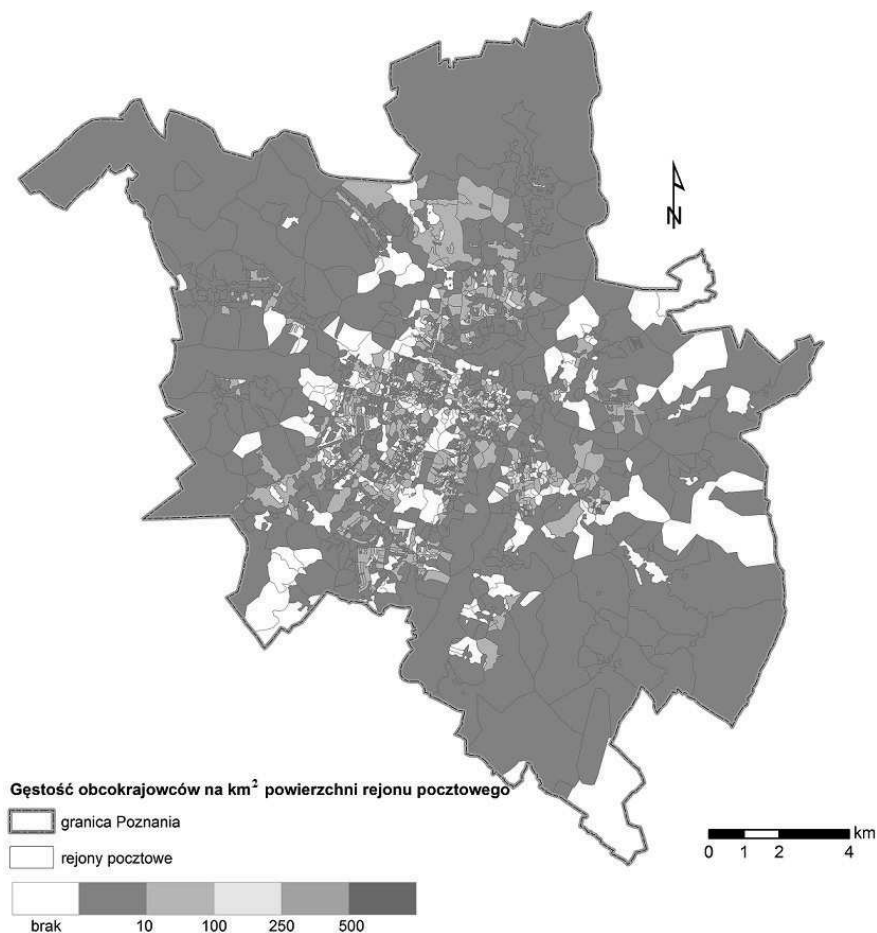 N
Gęstość obcokrajowców na km² powierzchni rejonu pocztowego
granica Poznania
rejony pocztowe
brak 10 100 250 500
km
0 1 2 4